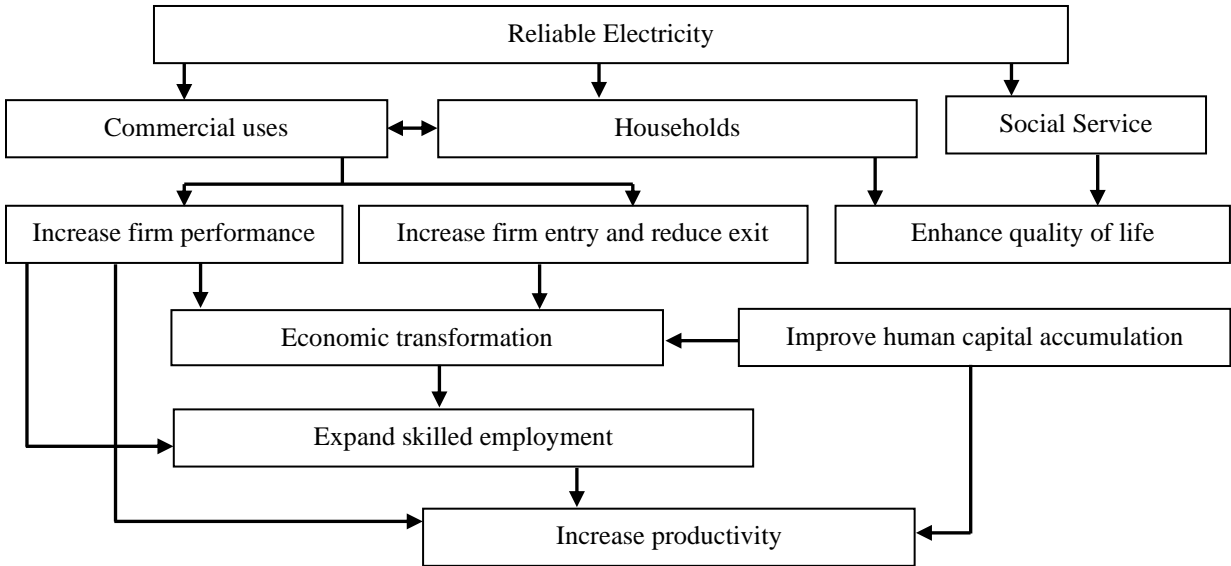 Reliable Electricity
Commercial uses
Households
Social Service
Increase firm performance
Increase firm entry and reduce exit
Enhance quality of life
Economic transformation
Improve human capital accumulation
Expand skilled employment
Increase productivity